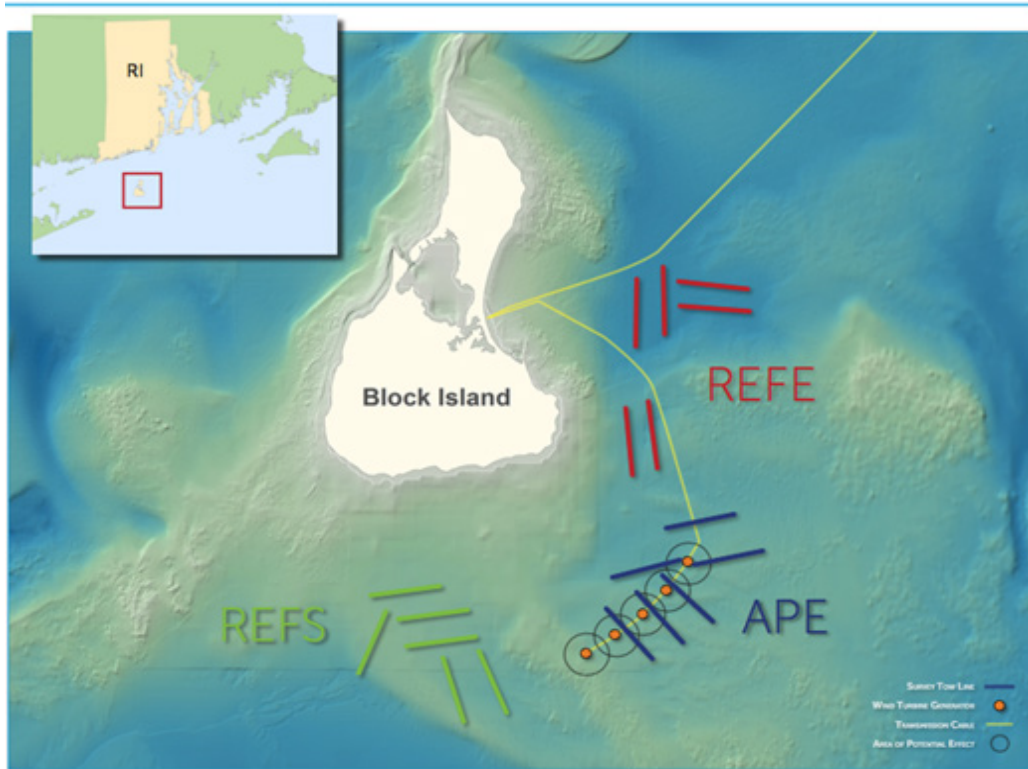 RI
Block Island
REFE
REFS
APE
SURVEY TOW LINE
WIND TURBINE GENERATOR
TRANSMISSION CABLE
AREA OF POTENTIAL EFFECT